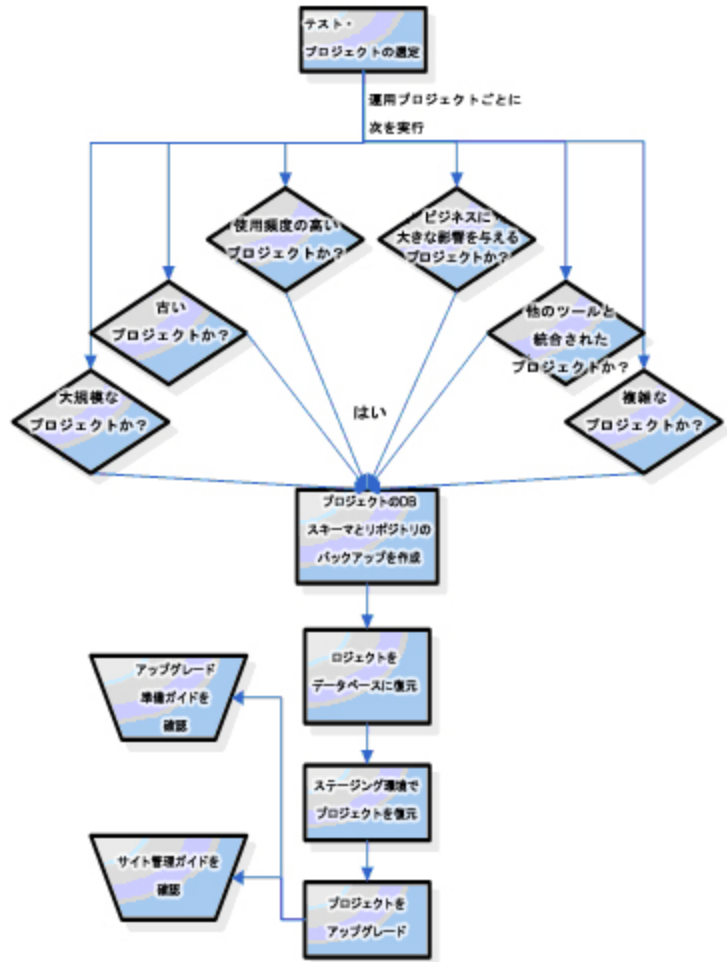 テスト・
プロジェクトの選定
運用プロジェクトごとに
次を実行
使用頻度の高い
プロジェクトか？
ビジネスに
大きな影響を与える
プロジェクトか？
古い
プロジェクトか？
他のツールと
統合された
プロジェクトか？
大規模な
プロジェクトか？
複雑な
プロジェクトか？
はい
プロジェクトのDB
スキーマとリポジトリの
バックアップを作成
ロジェクトを
データベースに復元
アップグレード
準備ガイドを
確認
ステージング環境で
プロジェクトを復元
サイト管理ガイドを
確認
プロジェクトを
アップグレード